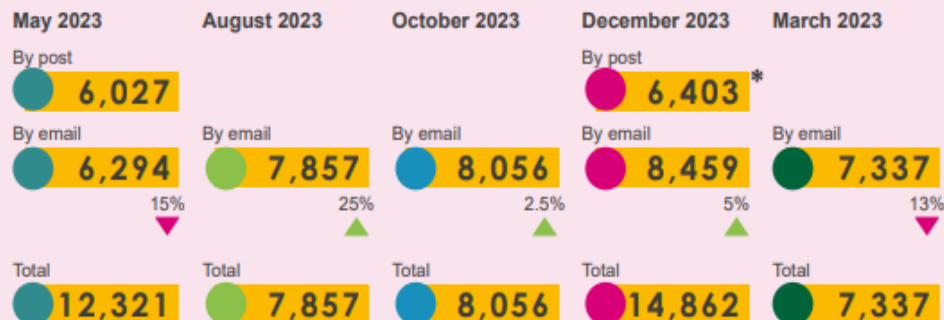 May 2023 August 2023 October 2023 December 2023 March 2023
By post By post
6,027 6,403 *
By email By email By email By email By email
6,294 7,857 8,056 8,459 7,337
15% 25% 2.5% 5% 13%
Total Total Total Total Total
12,321 7,857 8,056 14,862 7,337